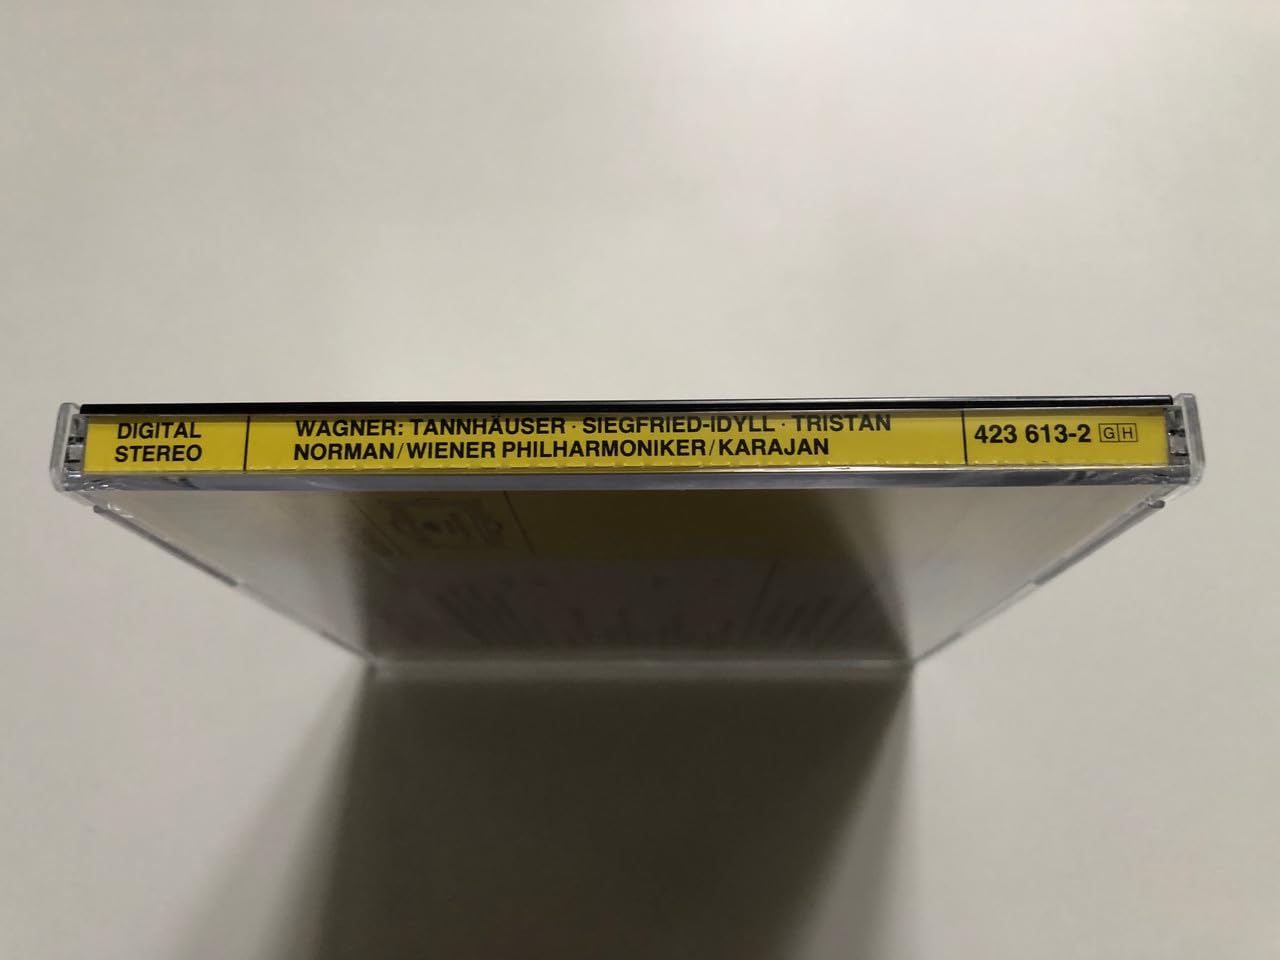 DIGITAL
STEREO
WAGNER: TANNHÄUSER · SIEGFRIED-IDYLL · TRISTAN
NORMAN/WIENER PHILHARMONIKER/KARAJAN
423 613-2 GH